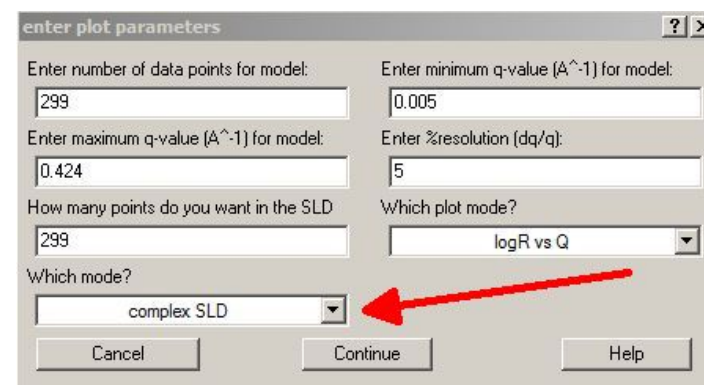 enter plot parameters ? X
Enter number of data points for model: Enter minimum q-value (A^-1) for model:
299 0.005
Enter maximum q-value (A^-1) for model: Enter %resolution (dq/q):
0.424 5
How many points do you want in the SLD Which plot mode?
299 logR vs Q
Which mode?
complex SLD
Cancel Continue Help